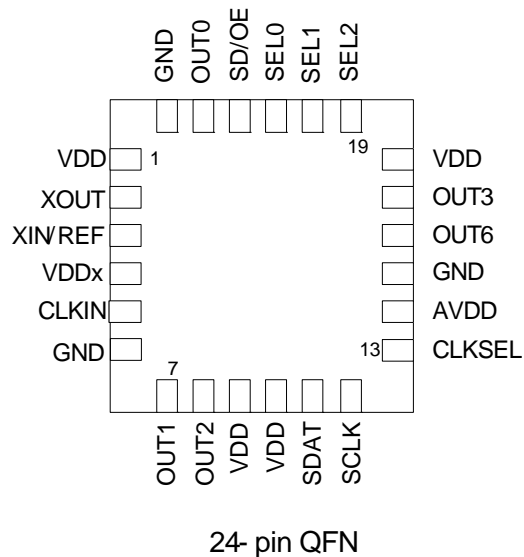 GND
OUT0
SD/OE
SEL0
SEL1
SEL2
VDD
XOUT
XIN/REF
VDDx
CLKIN
GND
1
19
7
13
VDD
OUT3
OUT6
GND
AVDD
CLKSEL
OUT1
OUT2
VDD
VDD
SDAT
SCLK
24- pin QFN